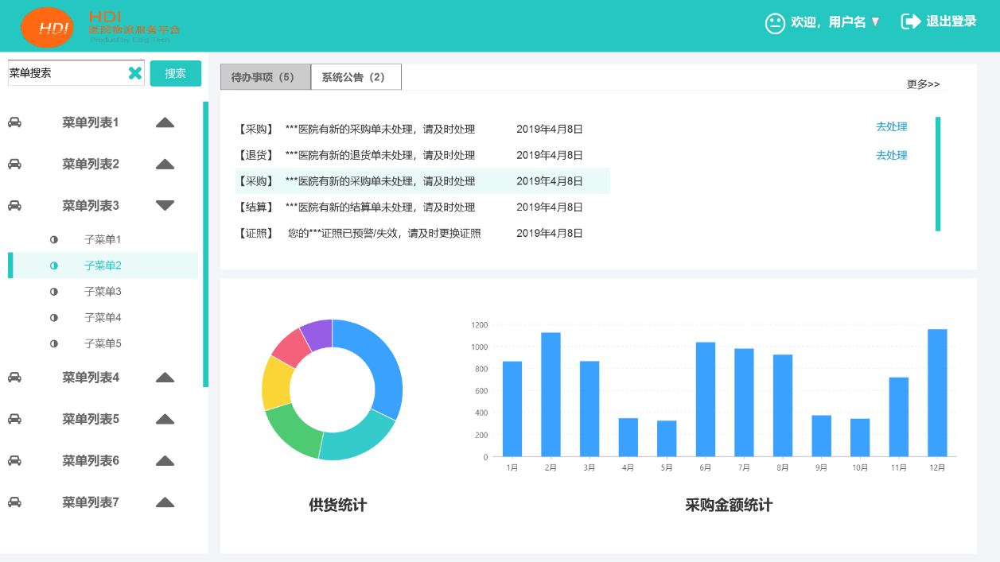 HDI
HDI
医院物流服务平台
Product by Ebig Tech
欢迎，用户名▼
退出登录
菜单搜索
搜索
菜单列表1
菜单列表2
菜单列表3
子菜单1
子菜单2
子菜单3
子菜单4
子菜单5
菜单列表4
菜单列表5
菜单列表6
菜单列表7
待办事项（5） 系统公告（2）
更多>>
【采购】 ***医院有新的采购单未处理，请及时处理 2019年4月8日 去处理
【退货】 ***医院有新的退货单未处理，请及时处理 2019年4月8日 去处理
【采购】 ***医院有新的采购单未处理，请及时处理 2019年4月8日
【结算】 ***医院有新的结算单未处理，请及时处理 2019年4月8日
【证照】 您的***证照已预警/失效，请及时更换证照 2019年4月8日
1200
1000
800
600
400
200
0
1月 2月 3月 4月 5月 6月 7月 8月 9月 10月 11月 12月
供货统计
采购金额统计